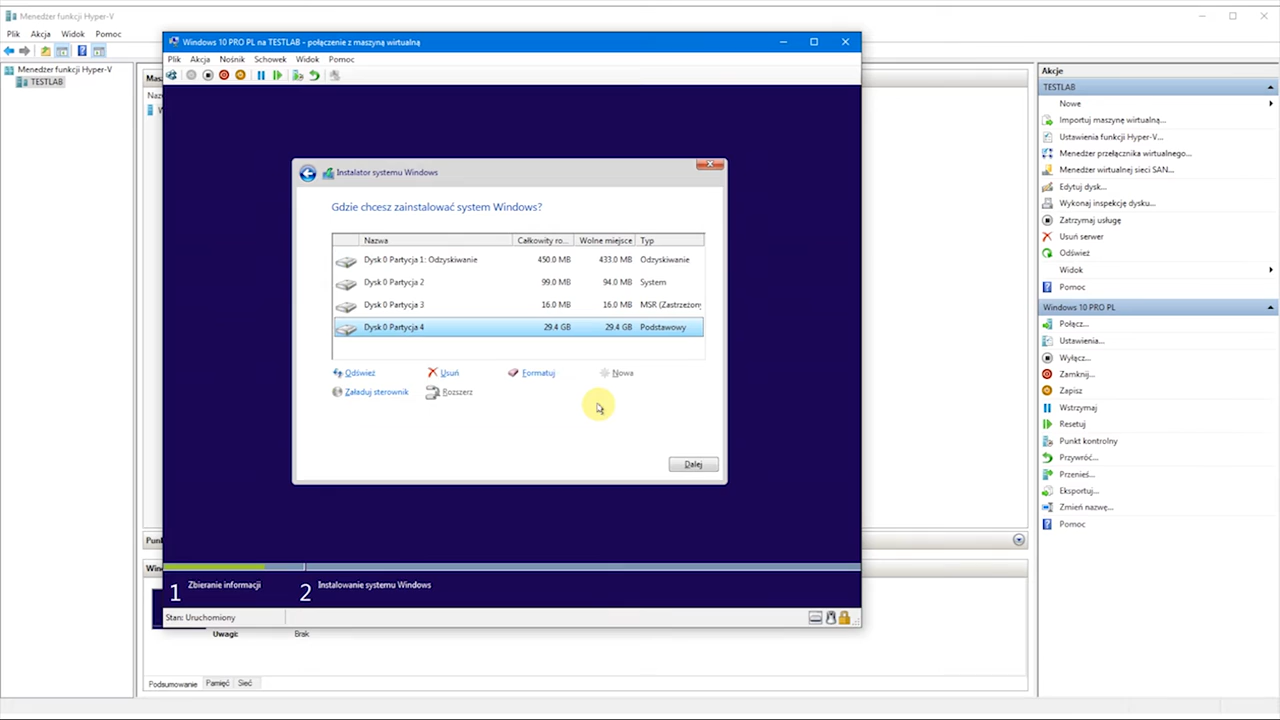 Menedżer funkcji Hyper-V
Plik Akcja Widok Pomoc
Menedżer funkcji Hyper-V
TESTLAB
Windows 10 PRO PL na TESTLAB - połączenie z maszyną wirtualną
Plik Akcja Nośnik Schowek Widok Pomoc
Instalator systemu Windows
Gdzie chcesz zainstalować system Windows?
Nazwa Całkowity ro... Wolne miejsce Typ
Dysk 0 Partycja 1: Odzyskiwanie 450.0 MB 433.0 MB Odzyskiwanie
Dysk 0 Partycja 2 99.0 MB 94.0 MB System
Dysk 0 Partycja 3 16.0 MB 16.0 MB MSR (Zastrzeżony
Dysk 0 Partycja 4 29.4 GB 29.4 GB Podstawowy
Odśwież Usuń Formatuj Nowa
Załaduj sterownik Rozszerz
Dalej
1 Zbieranie informacji 2 Instalowanie systemu Windows
Stan: Uruchomiony
Uwagi: Brak
Podsumowanie Pamięć Sieć
Akcje
TESTLAB
Nowe
Importuj maszynę wirtualną...
Ustawienia funkcji Hyper-V...
Menedżer przełącznika wirtualnego...
Menedżer wirtualnej sieci SAN...
Edytuj dysk...
Wykonaj inspekcję dysku...
Zatrzymaj usługę
Usuń serwer
Odśwież
Widok
Pomoc
Windows 10 PRO PL
Połącz...
Ustawienia...
Wyłącz...
Zamknij...
Zapisz
Wstrzymaj
Resetuj
Punkt kontrolny
Przywróć...
Przenieś...
Eksportuj...
Zmień nazwę...
Pomoc